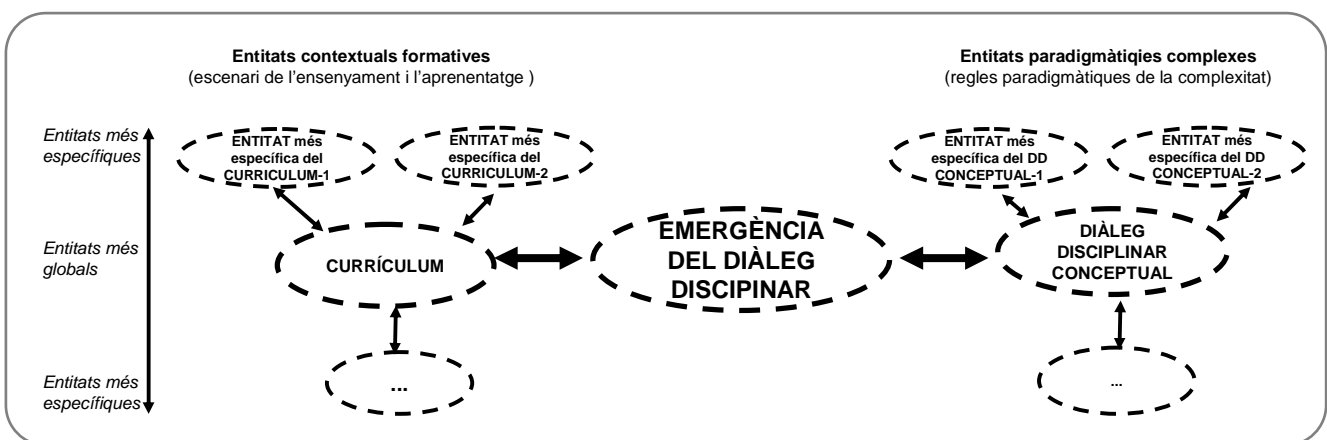 Entitats contextuals formatives
(escenari de l'ensenyament i l'aprenentatge )
Entitats paradigmàtiqies complexes
(regles paradigmàtiques de la complexitat)
Entitats més
específiques
ENTITAT més
específica del
CURRICULUM-1
ENTITAT més
específica del
CURRICULUM-2
ENTITAT més
específica del DD
CONCEPTUAL-1
ENTITAT més
específica del DD
CONCEPTUAL-2
Entitats més
globals
CURRÍCULUM
EMERGÈNCIA
DEL DIÀLEG
DISCIPINAR
DIÀLEG
DISCIPLINAR
CONCEPTUAL
Entitats més
específiques
...
...